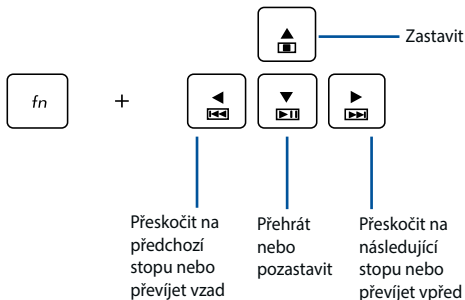 Zastavit
fn
+
Přeskočit na
předchozí
stopu nebo
převíjet vzad
Přehrát
nebo
pozastavit
Přeskočit na
následující
stopu nebo
převíjet vpřed